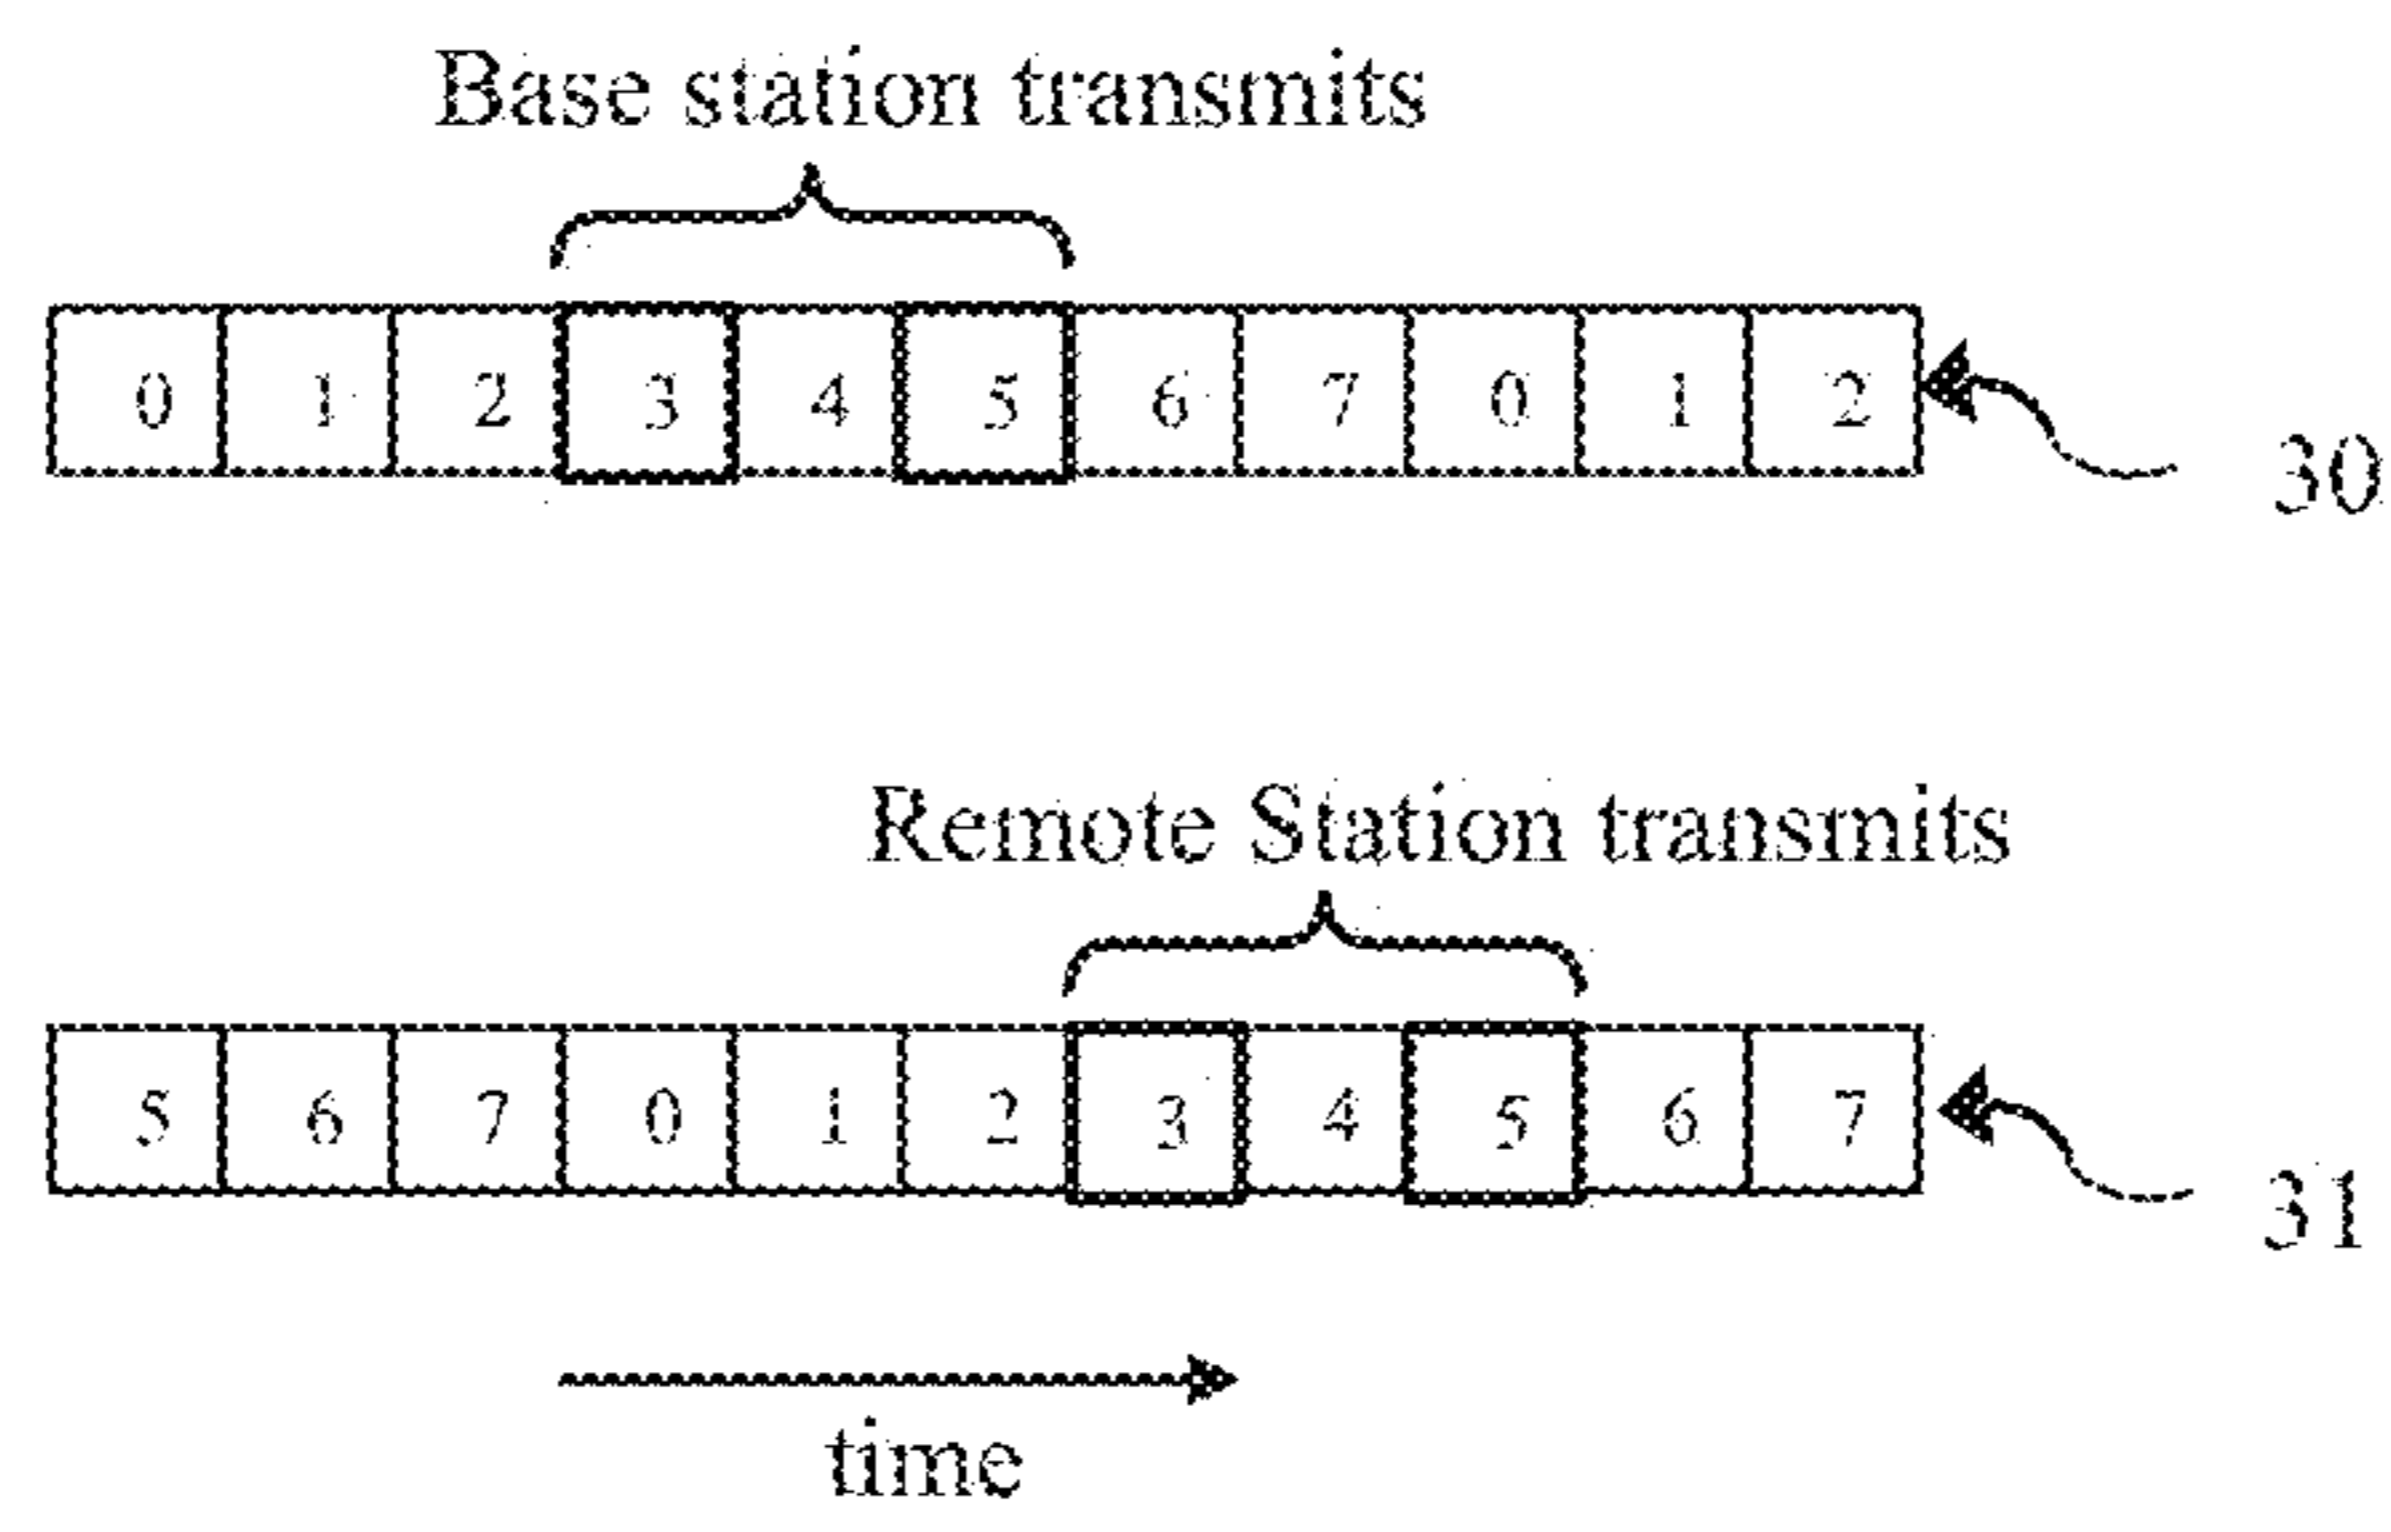 Base station transmits
0 1 2 3 4 5 6 7 0 1 2
30
Remote Station transmits
5 6 7 0 1 2 3 4 5 6 7
31
time